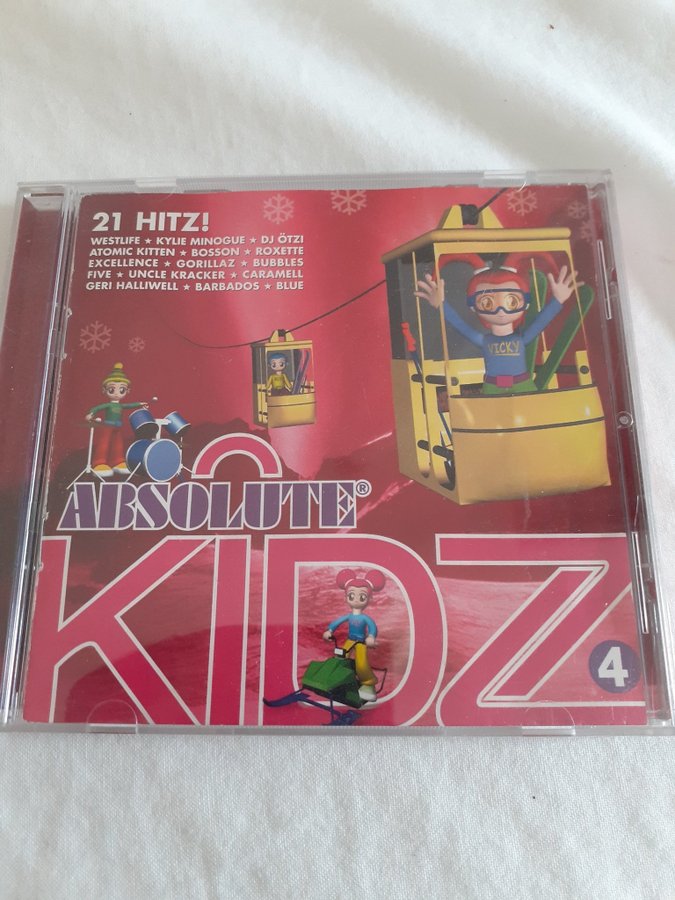 21 HITZ!
WESTLIFE ★ KYLIE MINOGUE ★ DJ ÖTZI
ATOMIC KITTEN ★ BOSSON ★ ROXETTE
EXCELLENCE ★ GORILLAZ ★ BUBBLES
FIVE ★ UNCLE KRACKER ★ CARAMELL
GERI HALLIWELL ★ BARBADOS ★ BLUE
VICKY
ABSOLUTE®
KIDZ
4